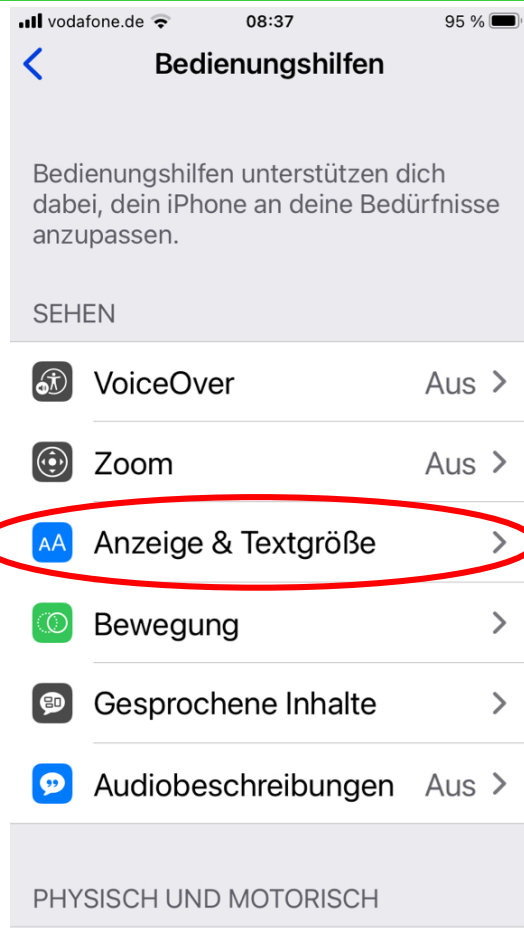 vodafone.de 08:37 95 %
Bedienungshilfen
Bedienungshilfen unterstützen dich
dabei, dein iPhone an deine Bedürfnisse
anzupassen.
SEHEN
VoiceOver Aus
Zoom Aus
AA Anzeige & Textgröße
Bewegung
Gesprochene Inhalte
Audiobeschreibungen Aus
PHYSISCH UND MOTORISCH